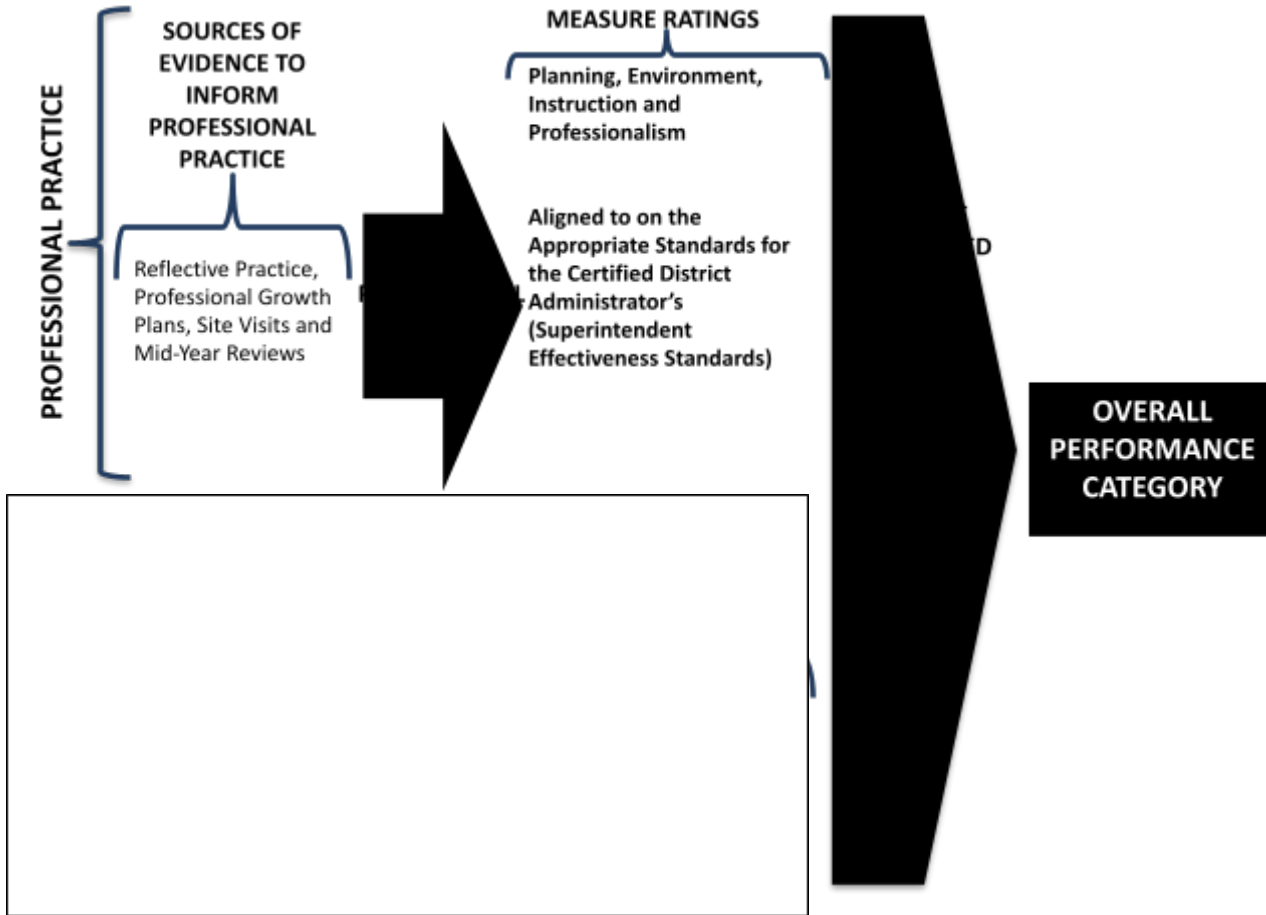 PROFESSIONAL PRACTICE
SOURCES OF
EVIDENCE TO
INFORM
PROFESSIONAL
PRACTICE
Reflective Practice,
Professional Growth
Plans, Site Visits and
Mid-Year Reviews
MEASURE RATINGS
Planning, Environment,
Instruction and
Professionalism
Aligned to on the
Appropriate Standards for
the Certified District
Administrator’s
(Superintendent
Effectiveness Standards)
OVERALL
PERFORMANCE
CATEGORY